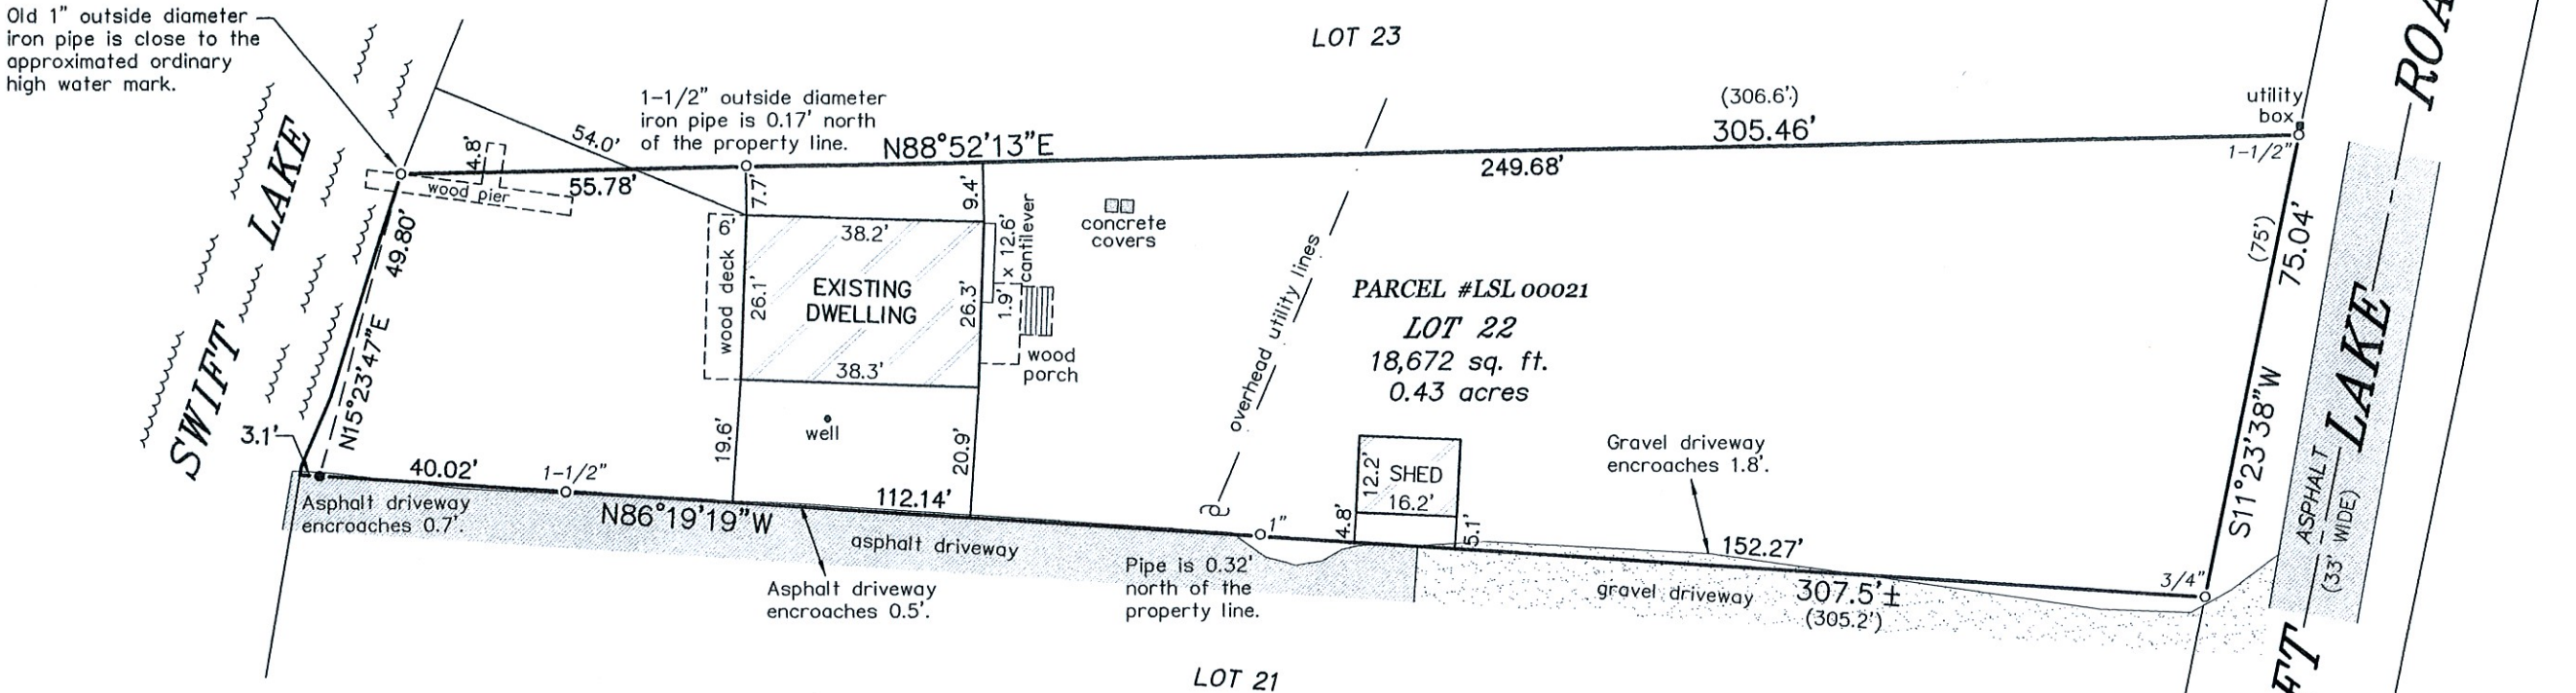 Old 1" outside diameter
iron pipe is close to the
approximated ordinary
high water mark.
LOT 23
1-1/2" outside diameter
iron pipe is 0.17' north
of the property line.
(306.6')
305.46'
N88°52'13"E
249.68'
utility
box
1-1/2"
54.0'
4.8'
wood pier
55.78'
7.7'
9.4'
SWIFT LAKE
49.80'
N15°23'47"E
3.1'
6'
wood deck
38.2'
26.1'
EXISTING
DWELLING
26.3'
38.3'
1.9' x 12.6'
cantilever
wood
porch
concrete
covers
overhead utility lines
PARCEL #LSL 00021
LOT 22
18,672 sq. ft.
0.43 acres
(75')
75.04'
S11°23'38"W
ASPHALT
(33' WIDE)
LAKE
ROA
FT
well
19.6'
20.9'
40.02'
1-1/2"
N86°19'19"W
112.14'
Asphalt driveway
encroaches 0.7'.
asphalt driveway
Asphalt driveway
encroaches 0.5'.
1"
Pipe is 0.32'
north of the
property line.
SHED
12.2'
16.2'
4.8'
5.1'
Gravel driveway
encroaches 1.8'.
152.27'
gravel driveway
307.5'±
(305.2')
3/4"
LOT 21